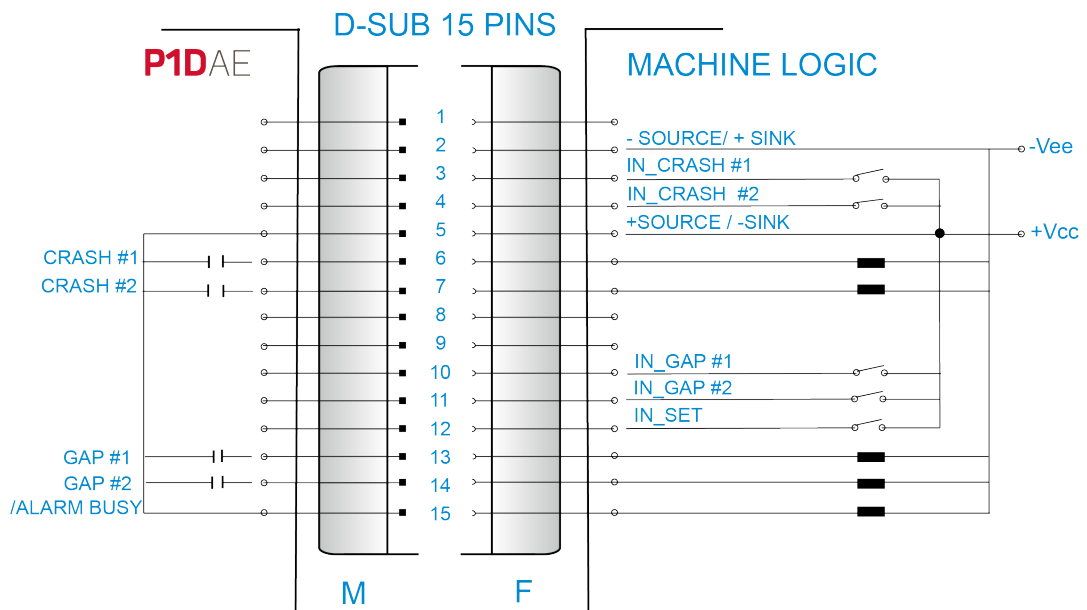 D-SUB 15 PINS
P1DAE
MACHINE LOGIC
1
2
- SOURCE/ + SINK
-Vee
3
IN_CRASH #1
4
IN_CRASH #2
5
+SOURCE / -SINK
+Vcc
CRASH #1
6
CRASH #2
7
8
9
10
IN_GAP #1
11
IN_GAP #2
12
IN_SET
GAP #1
13
GAP #2
14
/ALARM BUSY
15
M
F